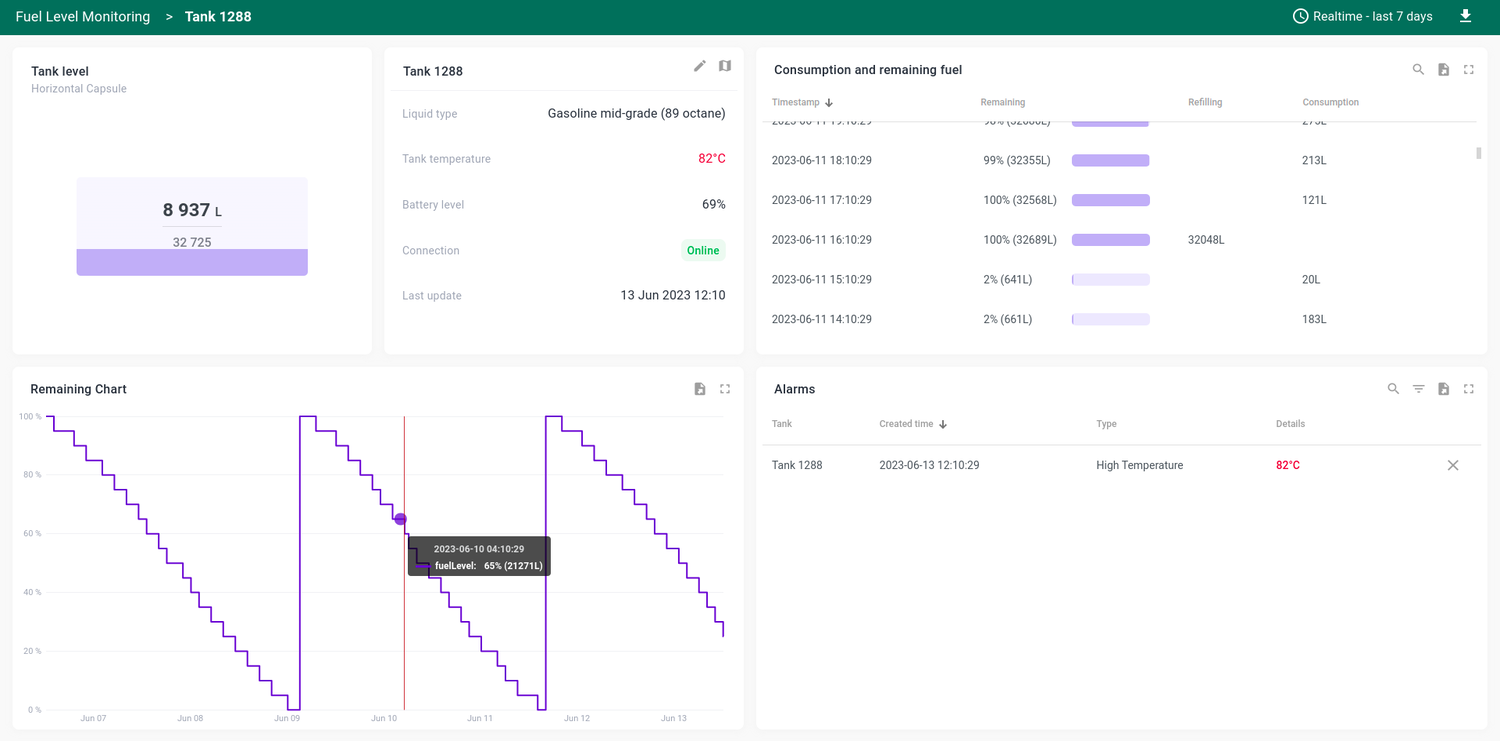 Fuel Level Monitoring > Tank 1288
Realtime - last 7 days
Tank level
Horizontal Capsule
8 937 L
32 725
Tank 1288
Liquid type Gasoline mid-grade (89 octane)
Tank temperature 82°C
Battery level 69%
Connection Online
Last update 13 Jun 2023 12:10
Consumption and remaining fuel
Timestamp Remaining Refilling Consumption
2023-06-11 18:10:29 99% (32355L) 213L
2023-06-11 17:10:29 100% (32568L) 121L
2023-06-11 16:10:29 100% (32689L) 32048L
2023-06-11 15:10:29 2% (641L) 20L
2023-06-11 14:10:29 2% (661L) 183L
Remaining Chart
100 %
80 %
60 %
40 %
20 %
0 %
2023-06-10 04:10:29
fuelLevel: 65% (21271L)
Jun 07 Jun 08 Jun 09 Jun 10 Jun 11 Jun 12 Jun 13
Alarms
Tank Created time Type Details
Tank 1288 2023-06-13 12:10:29 High Temperature 82°C